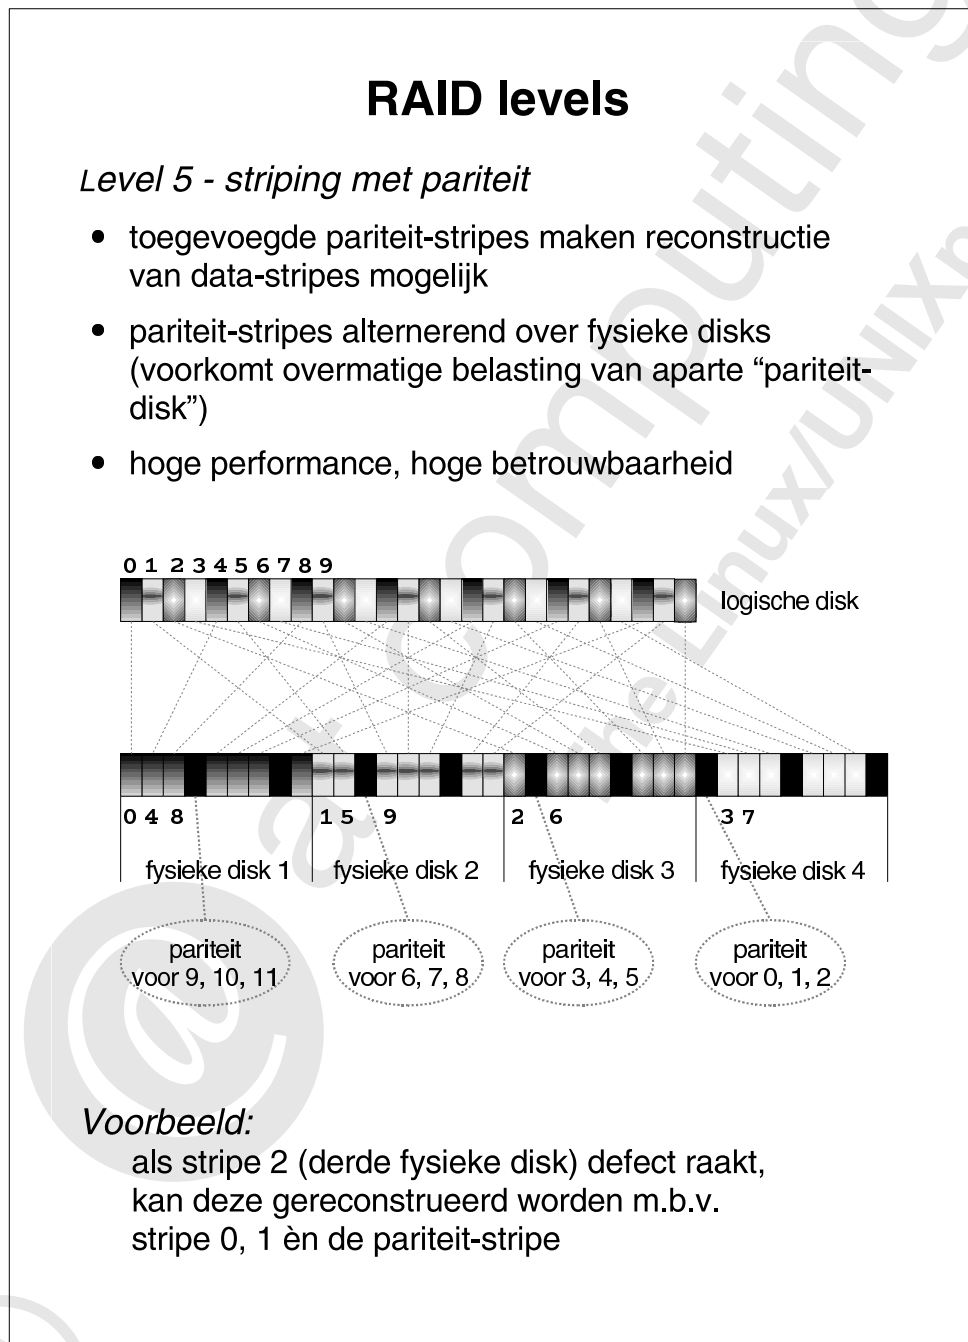 RAID levels
Level 5 - striping met pariteit
• toegevoegde pariteit-stripes maken reconstructie
van data-stripes mogelijk
• pariteit-stripes alternerend over fysieke disks
(voorkomt overmatige belasting van aparte “pariteit-
disk”)
• hoge performance, hoge betrouwbaarheid
0 1 2 3 4 5 6 7 8 9
logische disk
0 4 8 1 5 9 2 6 3 7
fysieke disk 1 fysieke disk 2 fysieke disk 3 fysieke disk 4
pariteit pariteit pariteit pariteit
voor 9, 10, 11 voor 6, 7, 8 voor 3, 4, 5 voor 0, 1, 2
Voorbeeld:
als stripe 2 (derde fysieke disk) defect raakt,
kan deze gereconstrueerd worden m.b.v.
stripe 0, 1 èn de pariteit-stripe
@ at computing
The Linux/UNIX